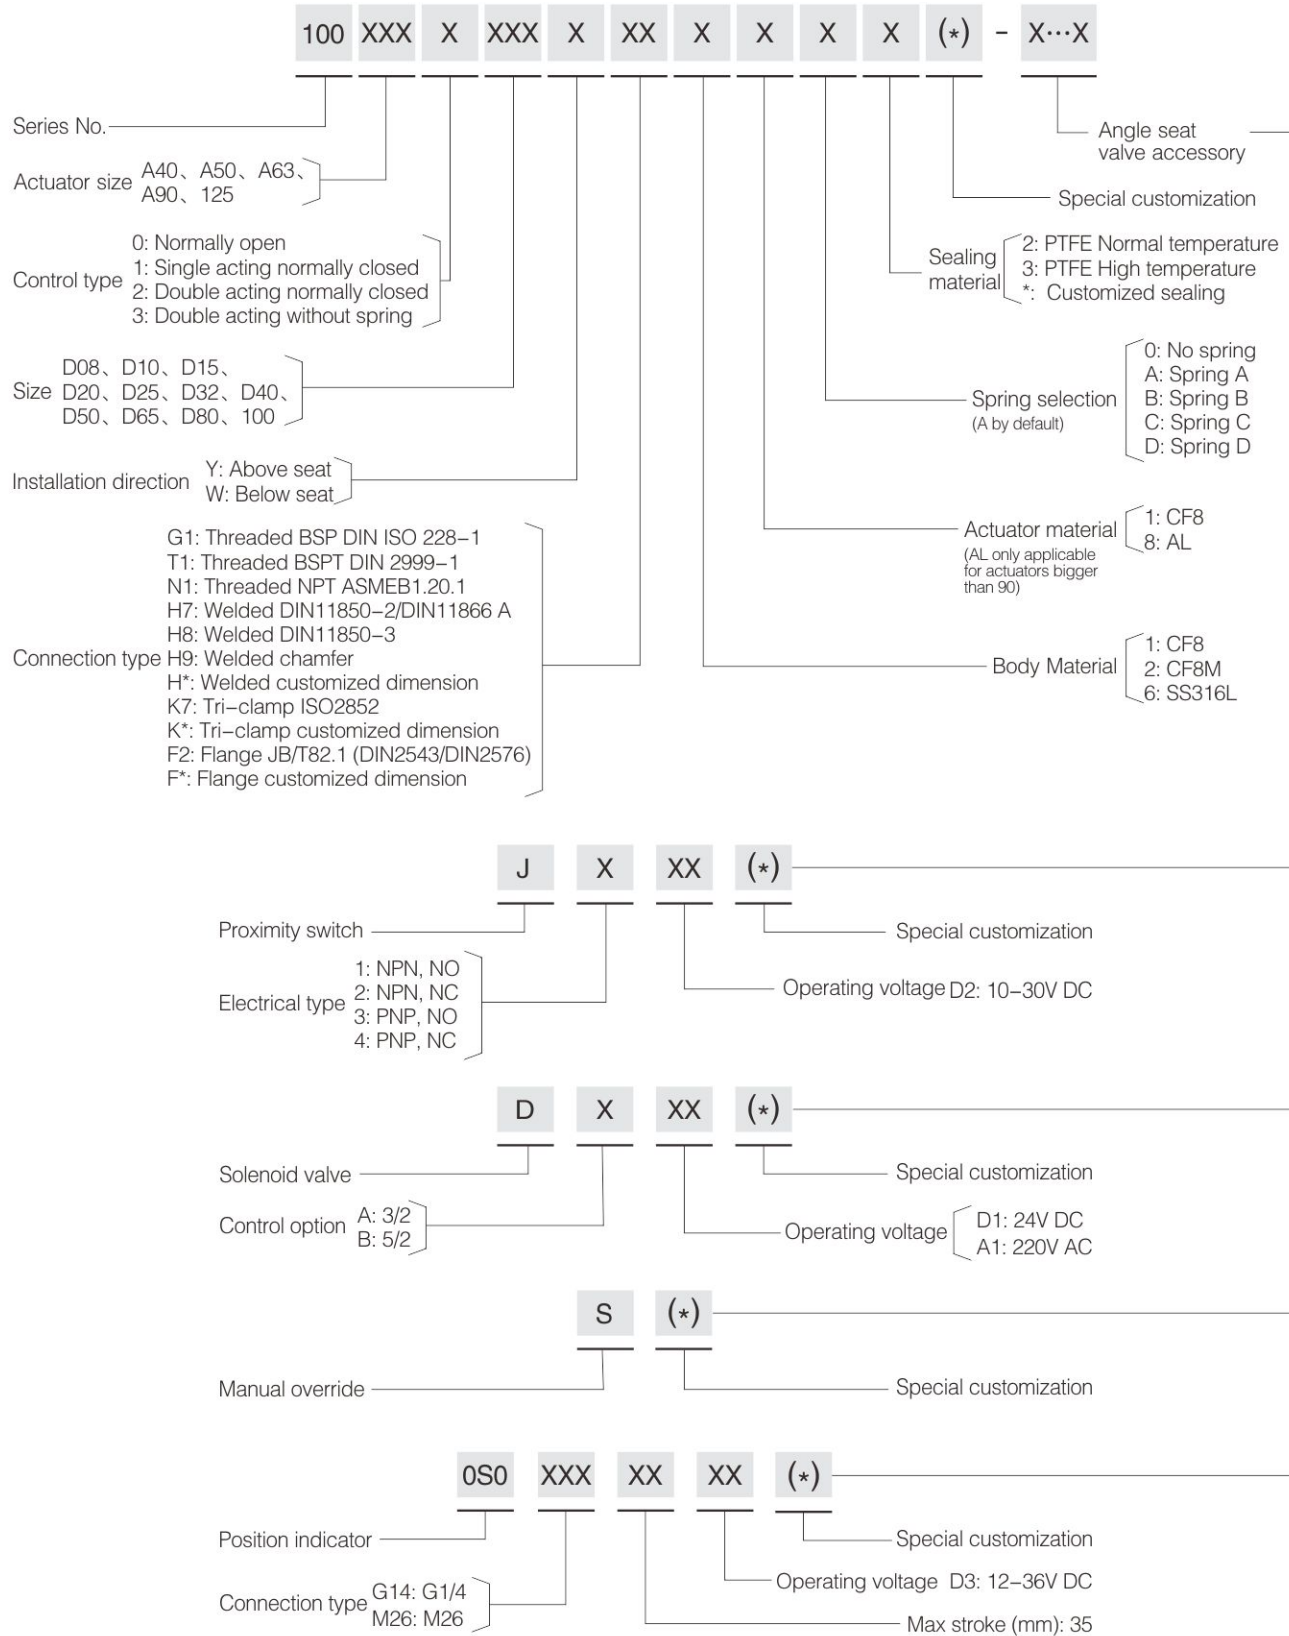 100 XXX X XXX X XX X X X X (*) - X···X
Series No.
Angle seat
valve accessory
Actuator size
A40、A50、A63、
A90、125
Special customization
Control type
0: Normally open
1: Single acting normally closed
2: Double acting normally closed
3: Double acting without spring
Sealing
material
2: PTFE Normal temperature
3: PTFE High temperature
*: Customized sealing
Size
D08、D10、D15、
D20、D25、D32、D40、
D50、D65、D80、100
Spring selection
(A by default)
0: No spring
A: Spring A
B: Spring B
C: Spring C
D: Spring D
Installation direction
Y: Above seat
W: Below seat
Actuator material
(AL only applicable
for actuators bigger
than 90)
1: CF8
8: AL
Connection type
G1: Threaded BSP DIN ISO 228–1
T1: Threaded BSPT DIN 2999–1
N1: Threaded NPT ASMEB1.20.1
H7: Welded DIN11850–2/DIN11866 A
H8: Welded DIN11850–3
H9: Welded chamfer
H*: Welded customized dimension
K7: Tri–clamp ISO2852
K*: Tri–clamp customized dimension
F2: Flange JB/T82.1 (DIN2543/DIN2576)
F*: Flange customized dimension
Body Material
1: CF8
2: CF8M
6: SS316L
J X XX (*)
Proximity switch
Special customization
Electrical type
1: NPN, NO
2: NPN, NC
3: PNP, NO
4: PNP, NC
Operating voltage D2: 10–30V DC
D X XX (*)
Solenoid valve
Special customization
Control option
A: 3/2
B: 5/2
Operating voltage
D1: 24V DC
A1: 220V AC
S (*)
Manual override
Special customization
0S0 XXX XX XX (*)
Position indicator
Special customization
Connection type
G14: G1/4
M26: M26
Operating voltage D3: 12–36V DC
Max stroke (mm): 35